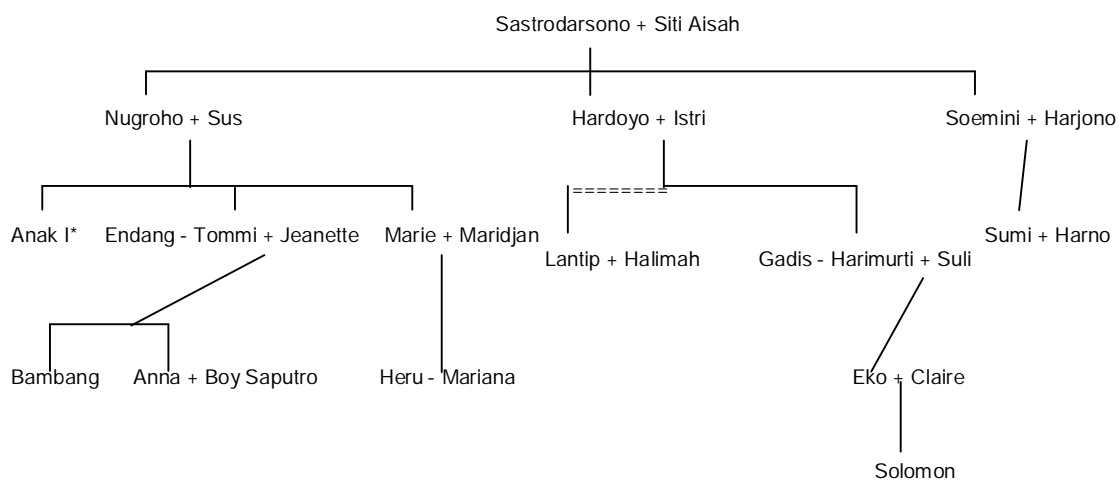 Sastrodarsono + Siti Aisah
Nugroho + Sus
Hardoyo + Istri
Soemini + Harjono
Anak I*
Endang - Tommi + Jeanette
Marie + Maridjan
Lantip + Halimah
Gadis - Harimurti + Suli
Sumi + Harno
Bambang
Anna + Boy Saputro
Heru - Mariana
Eko + Claire
Solomon